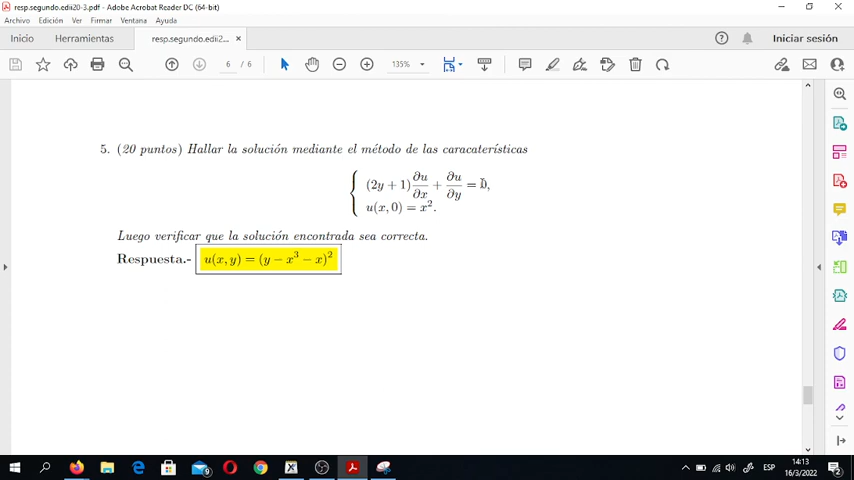 resp.segundo.edii20-3.pdf - Adobe Acrobat Reader DC (64-bit)
Archivo Edición Ver Firmar Ventana Ayuda
Inicio Herramientas resp.segundo.edii2... × Iniciar sesión
6 / 6 135%
5. (20 puntos) Hallar la solución mediante el método de las caracaterísticas
{ (2y + 1) ∂u/∂x + ∂u/∂y = 0,
u(x, 0) = x².
Luego verificar que la solución encontrada sea correcta.
Respuesta.- u(x, y) = (y − x³ − x)²
ESP
14:13
16/3/2022
2